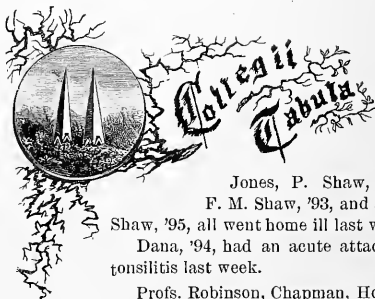 Collegii
Tabula
Jones, P. Shaw,
F. M. Shaw, '93, and
Shaw, '95, all went home ill last
Dana, '94, had an acute
tonsilitis last week.
Profs. Robinson, Chapman,